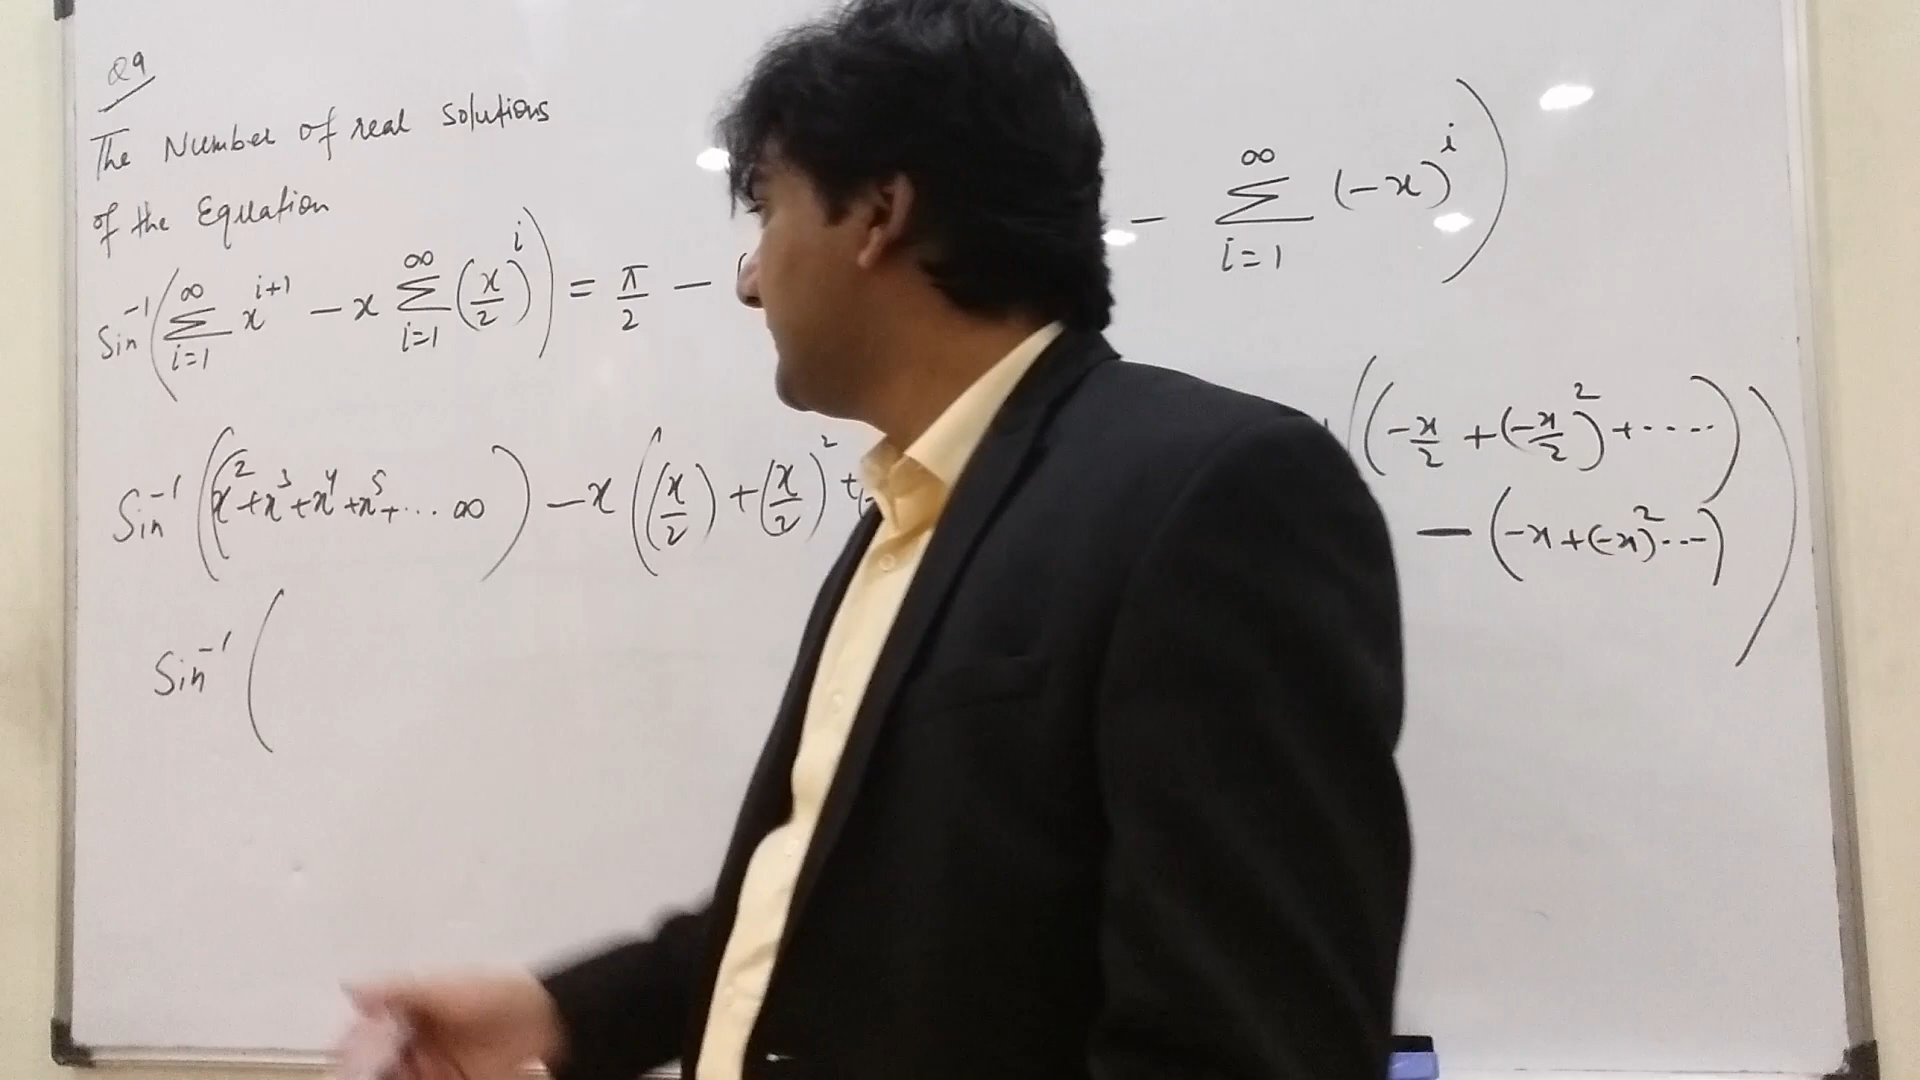 Q9
The Number of real solutions
of the Equation
Sin⁻¹(∑_{i=1}^{∞} x^{i+1} − x ∑_{i=1}^{∞} (x/2)^i) = π/2 − ( − ∑_{i=1}^{∞} (−x)^i)
Sin⁻¹((x²+x³+x⁴+x⁵+... ∞) − x((x/2) + (x/2)² + ((−x/2 + (−x/2)² + ....) − (−x+(−x)²...))
Sin⁻¹(